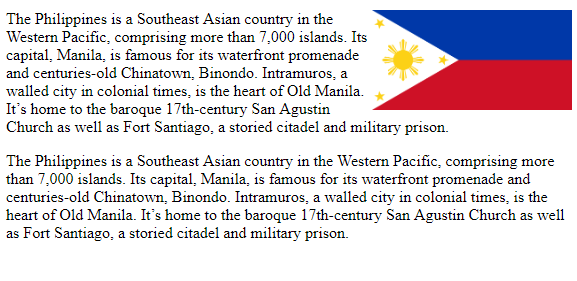 The Philippines is a Southeast Asian country in the
Western Pacific, comprising more than 7,000 islands. Its
capital, Manila, is famous for its waterfront promenade
and centuries-old Chinatown, Binondo. Intramuros, a
walled city in colonial times, is the heart of Old Manila.
It’s home to the baroque 17th-century San Agustin
Church as well as Fort Santiago, a storied citadel and military prison.
The Philippines is a Southeast Asian country in the Western Pacific, comprising more
than 7,000 islands. Its capital, Manila, is famous for its waterfront promenade and
centuries-old Chinatown, Binondo. Intramuros, a walled city in colonial times, is the
heart of Old Manila. It’s home to the baroque 17th-century San Agustin Church as well
as Fort Santiago, a storied citadel and military prison.